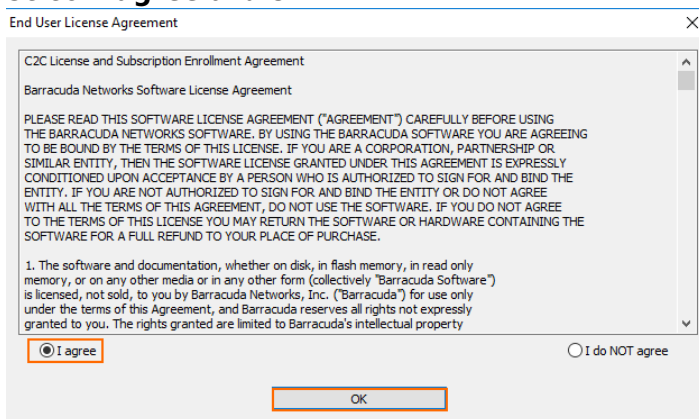 End User License Agreement
C2C License and Subscription Enrollment Agreement
Barracuda Networks Software License Agreement
PLEASE READ THIS SOFTWARE LICENSE AGREEMENT ("AGREEMENT") CAREFULLY BEFORE USING
THE BARRACUDA NETWORKS SOFTWARE. BY USING THE BARRACUDA SOFTWARE YOU ARE AGREEING
TO BE BOUND BY THE TERMS OF THIS LICENSE. IF YOU ARE A CORPORATION, PARTNERSHIP OR
SIMILAR ENTITY, THEN THE SOFTWARE LICENSE GRANTED UNDER THIS AGREEMENT IS EXPRESSLY
CONDITIONED UPON ACCEPTANCE BY A PERSON WHO IS AUTHORIZED TO SIGN FOR AND BIND THE
ENTITY. IF YOU ARE NOT AUTHORIZED TO SIGN FOR AND BIND THE ENTITY OR DO NOT AGREE
WITH ALL THE TERMS OF THIS AGREEMENT, DO NOT USE THE SOFTWARE. IF YOU DO NOT AGREE
TO THE TERMS OF THIS LICENSE YOU MAY RETURN THE SOFTWARE OR HARDWARE CONTAINING THE
SOFTWARE FOR A FULL REFUND TO YOUR PLACE OF PURCHASE.
1. The software and documentation, whether on disk, in flash memory, in read only
memory, or on any other media or in any other form (collectively "Barracuda Software")
is licensed, not sold, to you by Barracuda Networks, Inc. ("Barracuda") for use only
under the terms of this Agreement, and Barracuda reserves all rights not expressly
granted to you. The rights granted are limited to Barracuda's intellectual property
I agree
I do NOT agree
OK